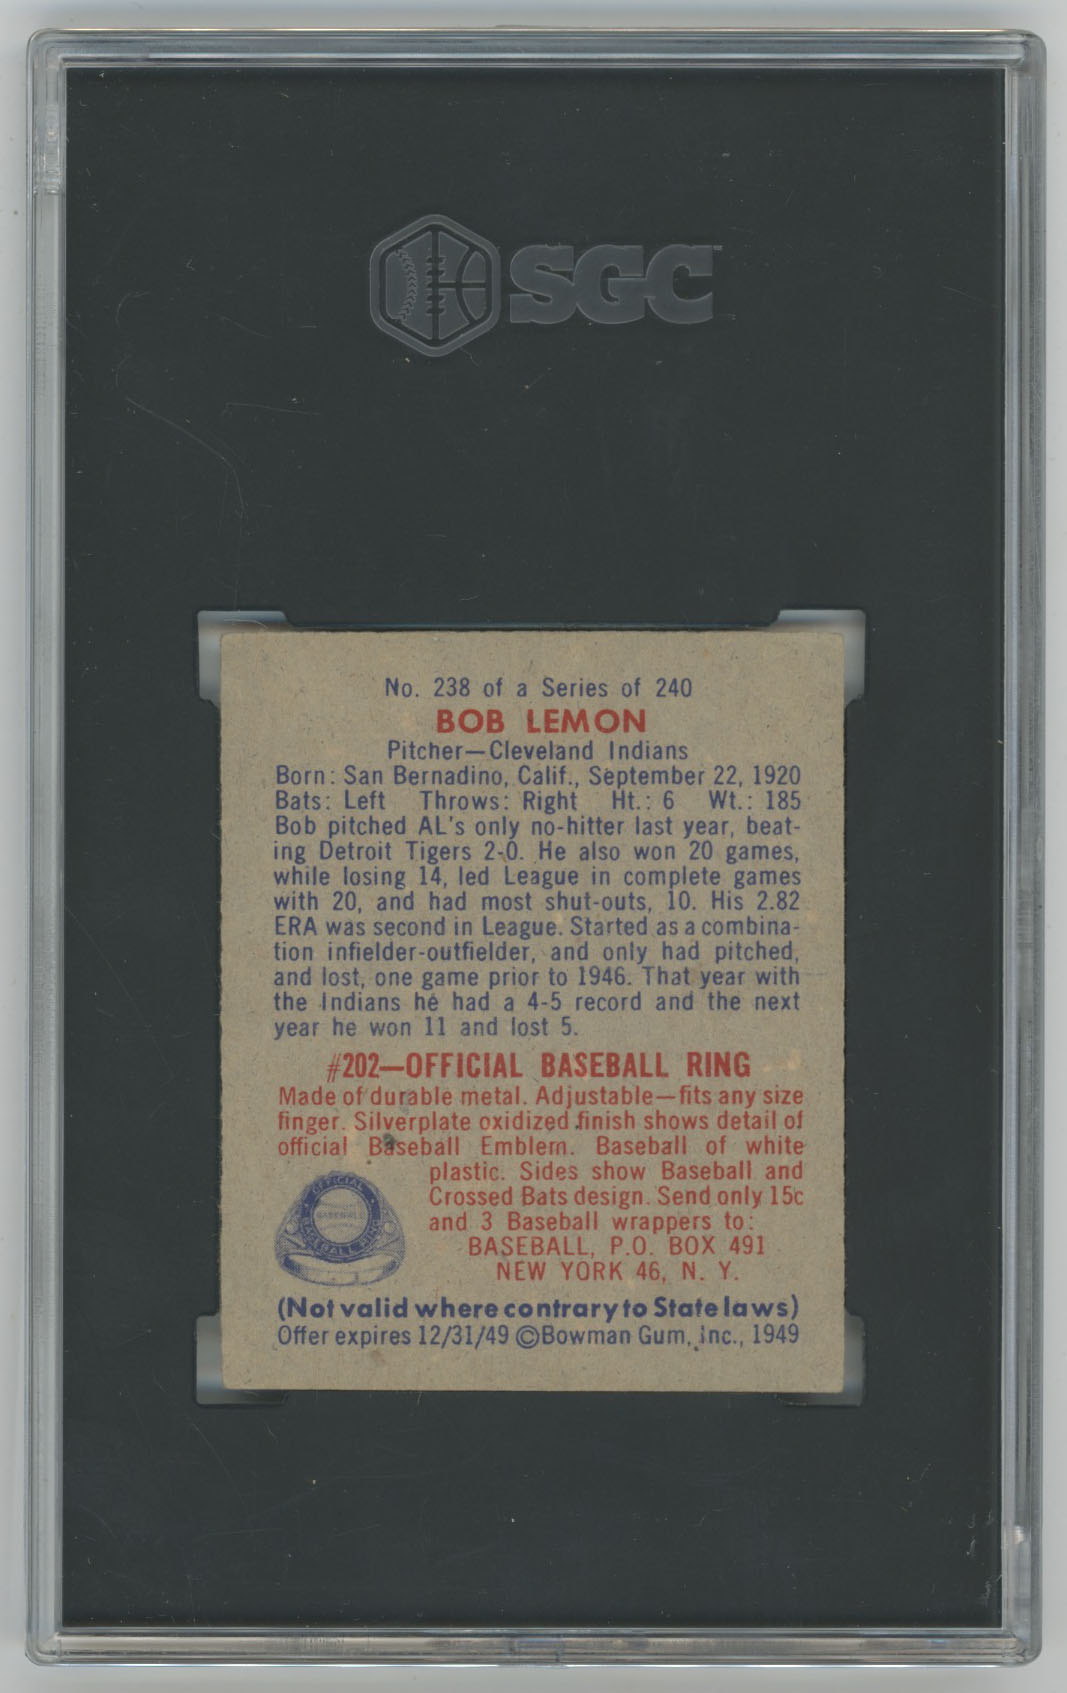 SGC
No. 238 of a Series of 240
BOB LEMON
Pitcher—Cleveland Indians
Born: San Bernadino, Calif., September 22, 1920
Bats: Left Throws: Right Ht.: 6 Wt.: 185
Bob pitched AL's only no-hitter last year, beat-
ing Detroit Tigers 2-0. He also won 20 games,
while losing 14, led League in complete games
with 20, and had most shut-outs, 10. His 2.82
ERA was second in League. Started as a combina-
tion infielder-outfielder, and only had pitched,
and lost, one game prior to 1946. That year with
the Indians he had a 4-5 record and the next
year he won 11 and lost 5.
#202—OFFICIAL BASEBALL RING
Made of durable metal. Adjustable—fits any size
finger. Silverplate oxidized finish shows detail of
official Baseball Emblem. Baseball of white
plastic. Sides show Baseball and
Crossed Bats design. Send only 15c
and 3 Baseball wrappers to:
BASEBALL, P.O. BOX 491
NEW YORK 46, N. Y.
OFFICIAL
BASEBALL
BASEBALL RING
(Not valid where contrary to State laws)
Offer expires 12/31/49 ©Bowman Gum, Inc., 1949